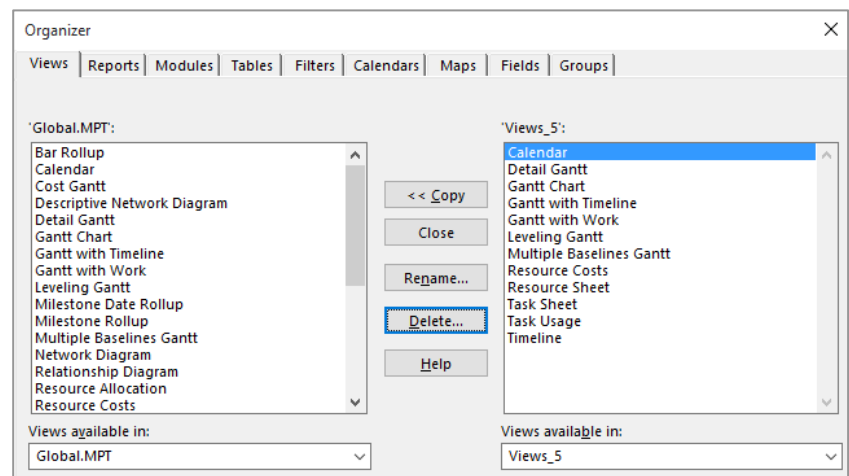 Organizer
Views Reports Modules Tables Filters Calendars Maps Fields Groups
'Global.MPT':
Bar Rollup
Calendar
Cost Gantt
Descriptive Network Diagram
Detail Gantt
Gantt Chart
Gantt with Timeline
Gantt with Work
Leveling Gantt
Milestone Date Rollup
Milestone Rollup
Multiple Baselines Gantt
Network Diagram
Relationship Diagram
Resource Allocation
Resource Costs
Views available in:
Global.MPT
<< Copy
Close
Rename...
Delete...
Help
'Views_5':
Calendar
Detail Gantt
Gantt Chart
Gantt with Timeline
Gantt with Work
Leveling Gantt
Multiple Baselines Gantt
Resource Costs
Resource Sheet
Task Sheet
Task Usage
Timeline
Views available in:
Views_5